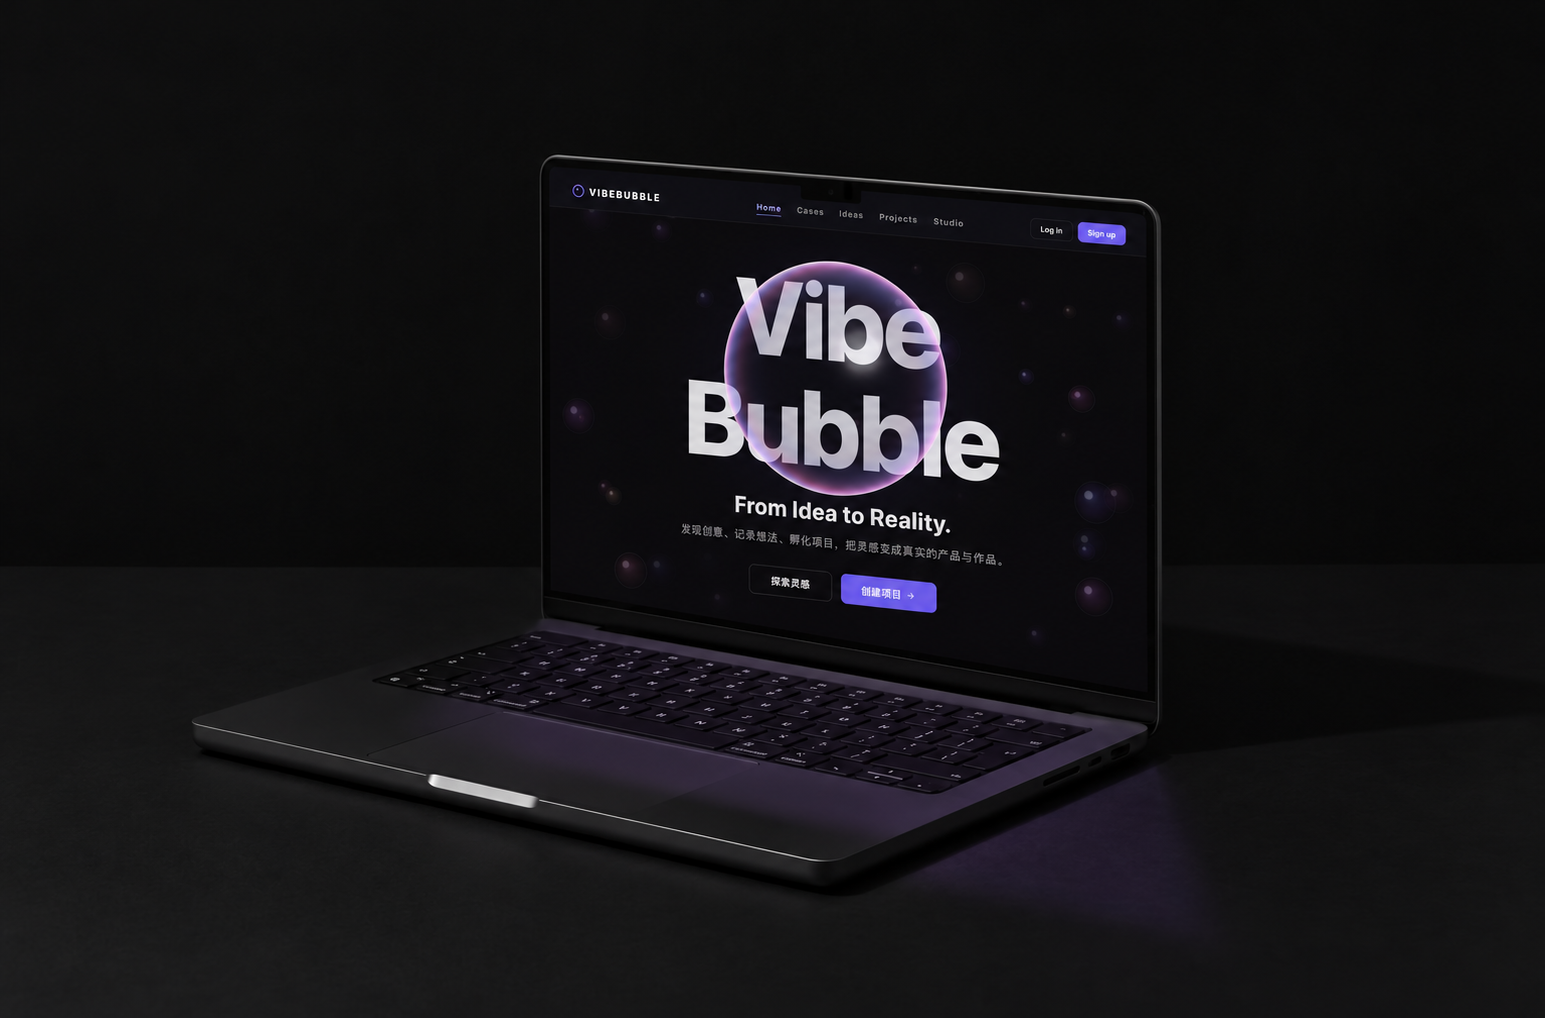 VIBEBUBBLE
Home Cases Ideas Projects Studio
Log in Sign up
Vibe
Bubble
From Idea to Reality.
发现创意、记录想法、孵化项目，把灵感变成真实的产品与作品。
探索灵感 创建项目 →